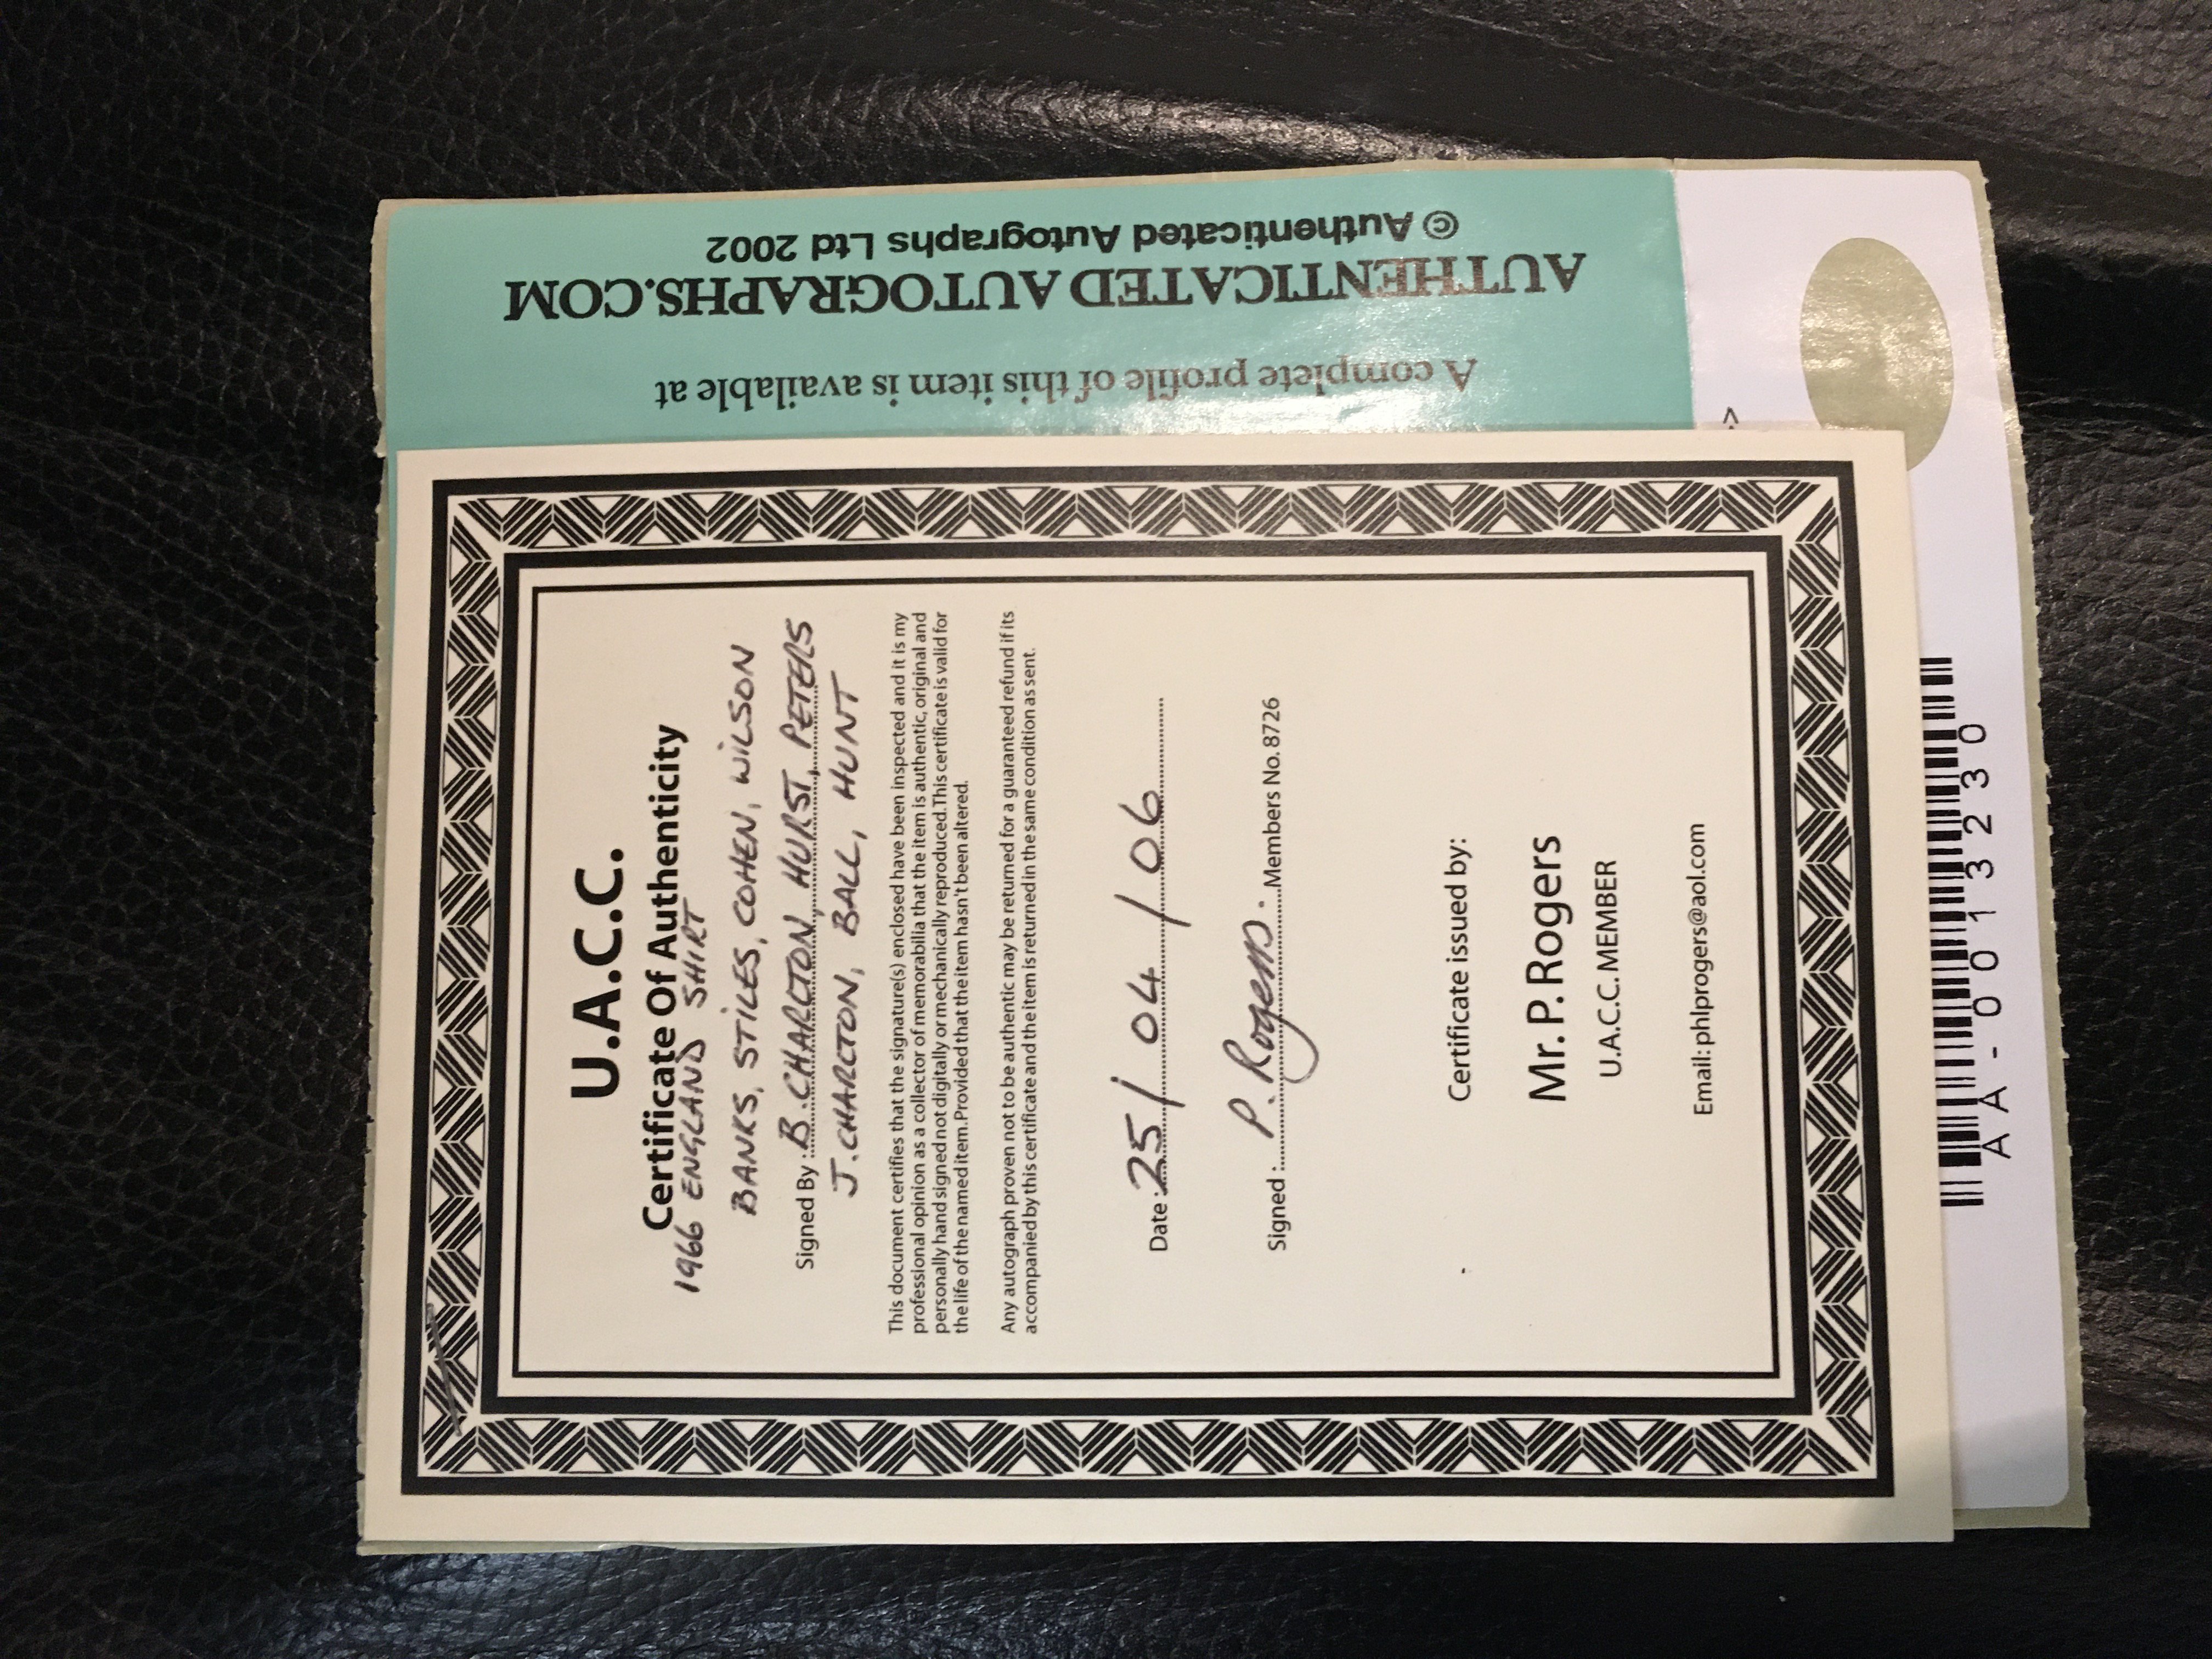 U.A.C.C.
Certificate Of Authenticity
1966 ENGLAND SHIRT
BANKS, STILES, COHEN, WILSON
Signed By : B.CHARLTON, HURST, PETERS
J.CHARLTON, BALL, HUNT
This document certifies that the signature(s) enclosed have been inspected and it is my
professional opinion as a collector of memorabilia that the item is authentic, original and
personally hand signed not digitally or mechanically reproduced. This certificate is valid for
the life of the named item. Provided that the item hasn't been altered.
Any autograph proven not to be authentic may be returned for a guaranteed refund if its
accompanied by this certificate and the item is returned in the same condition as sent.
Date : 25 / 04 / 06
Signed : P. Rogers. Members No. 8726
Certificate issued by:
Mr. P. Rogers
U.A.C.C. MEMBER
Email: phlprogers@aol.com
A complete profile of this item is available at
AUTHENTICATED AUTOGRAPHS.COM
© Authenticated Autographs Ltd 2002
AA-0013230